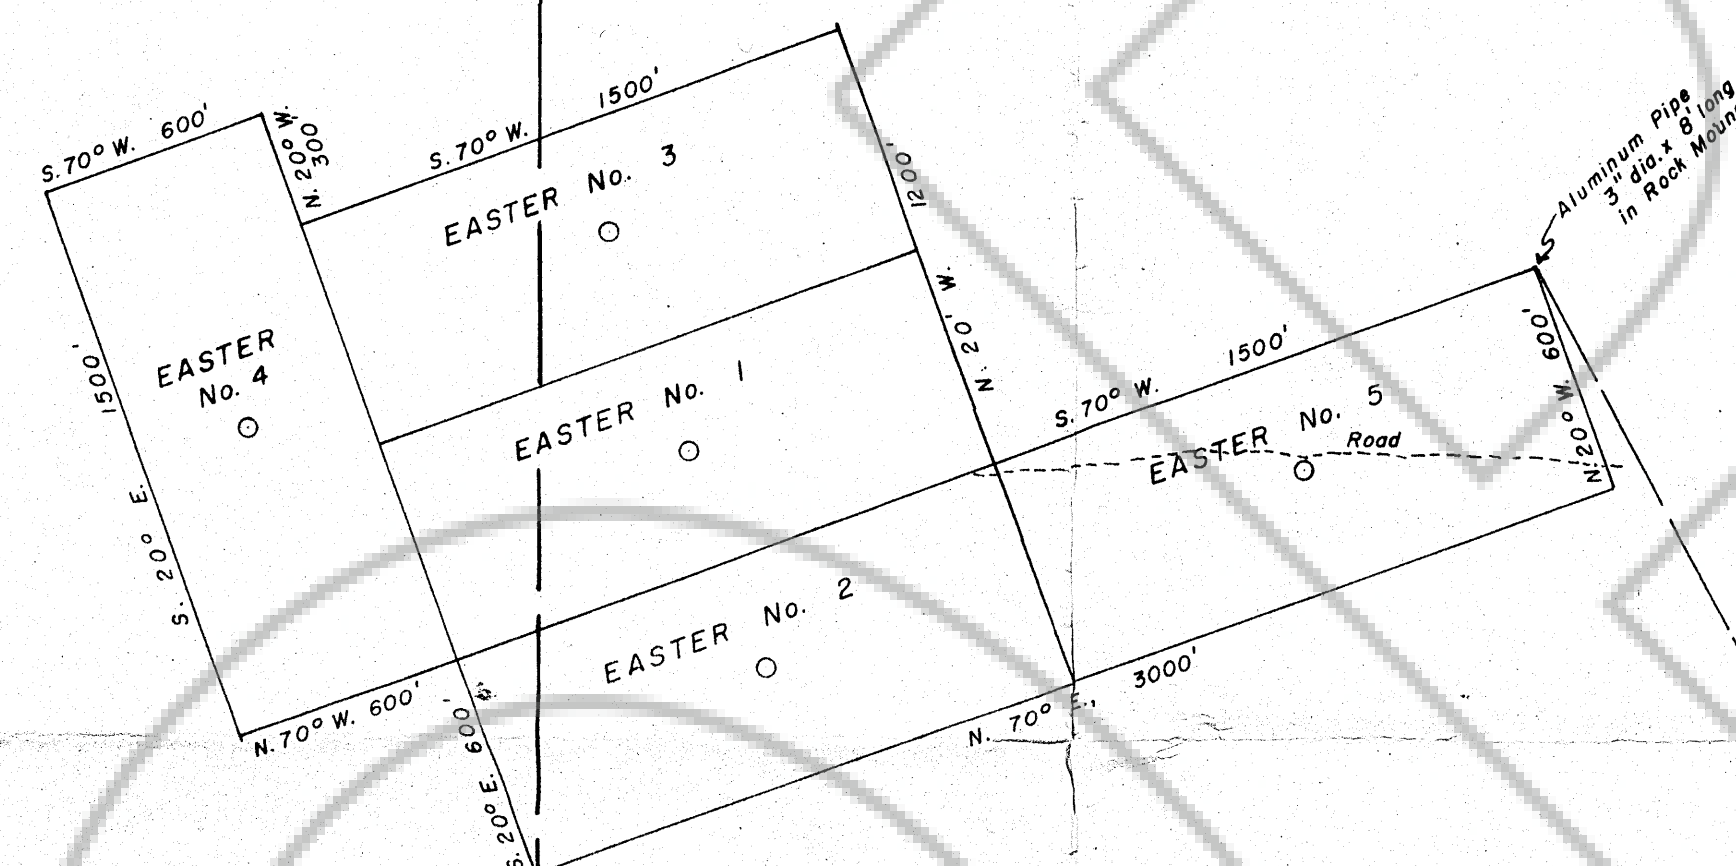 S. 70° W. 600'
N. 20° W.
300
S. 70° W. 1500'
EASTER No. 3
1200'
N. 20' W.
Aluminum Pipe
3" dia. x 8' long
in Rock
EASTER
No. 4
1500'
S. 20° E.
EASTER No. 1
S. 70° W. 1500'
N. 20° W. 600'
EASTER No. 5
Road
EASTER No. 2
N. 70° W. 600'
S. 20° E. 600'
N. 70° E., 3000'